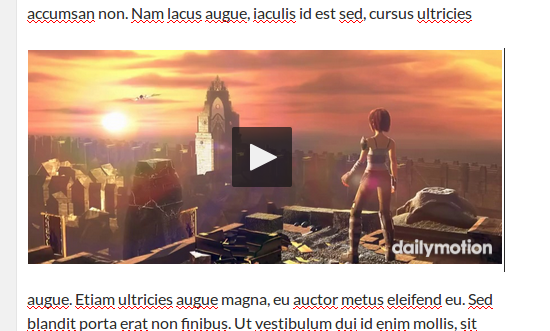 accumsan non. Nam lacus augue, iaculis id est sed, cursus ultricies
dailymotion
augue. Etiam ultricies augue magna, eu auctor metus eleifend eu. Sed
blandit porta erat non finibus. Ut vestibulum dui id enim mollis, sit